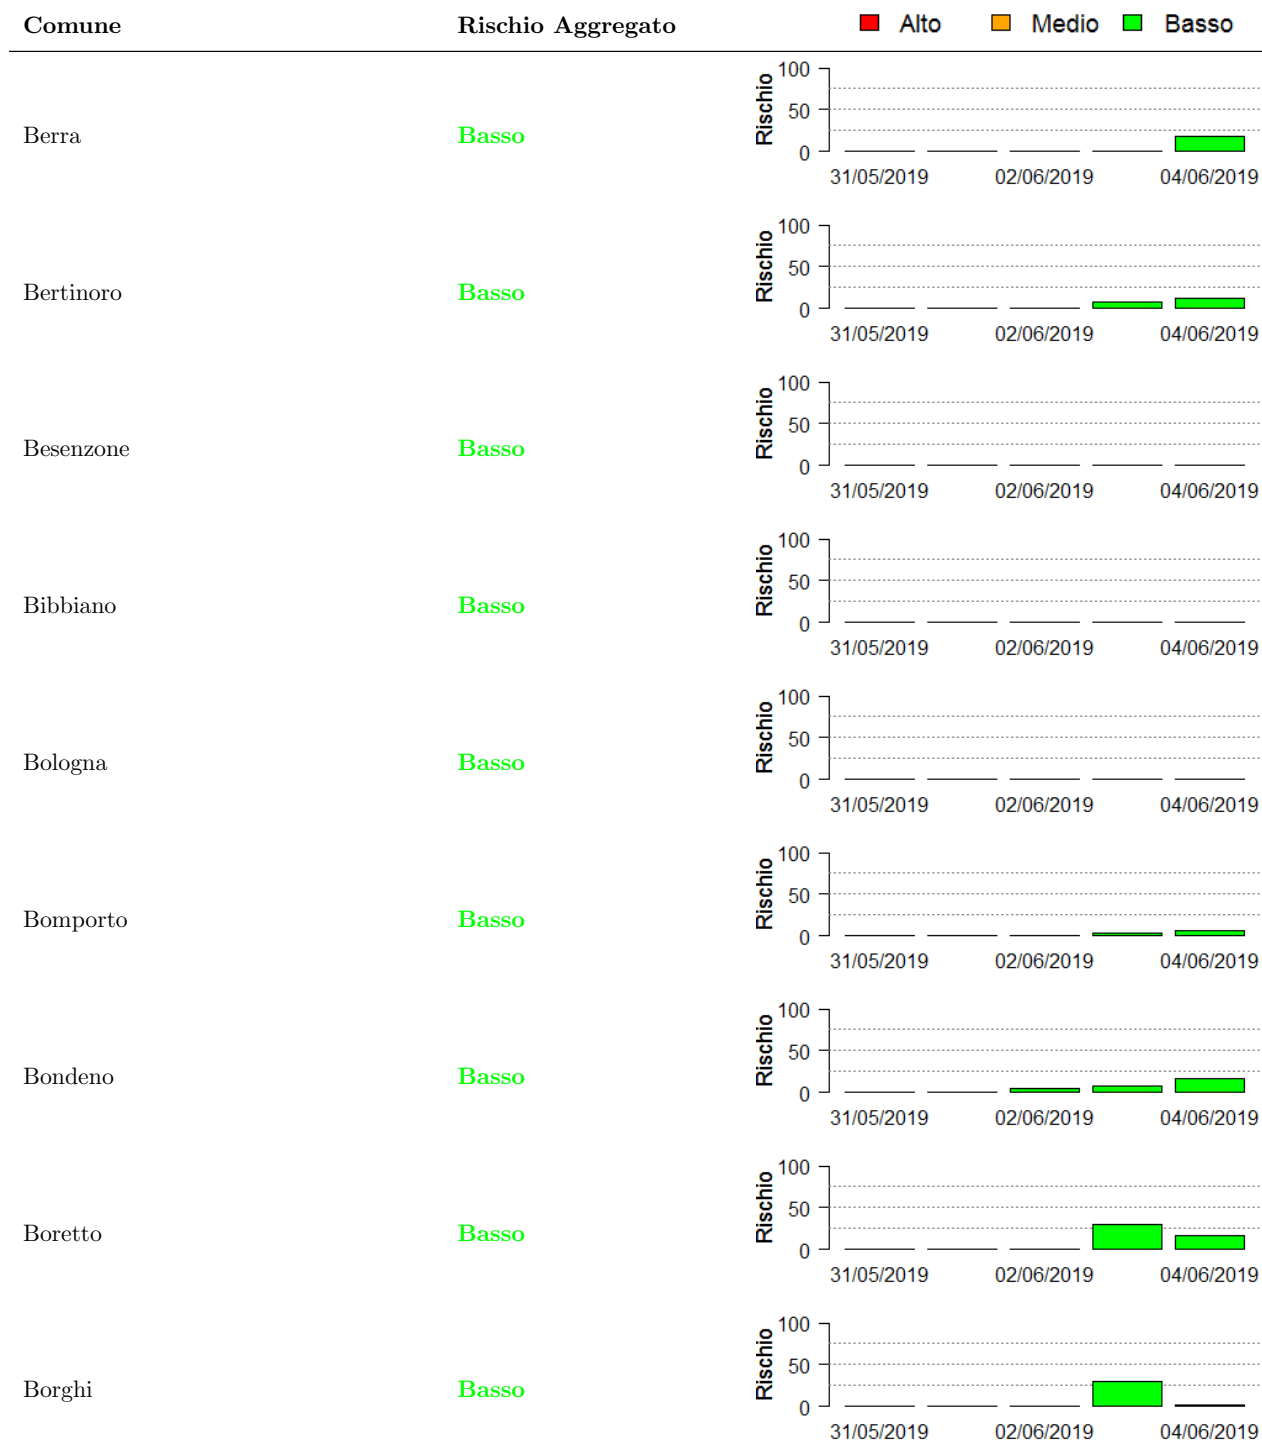 Comune Rischio Aggregato Alto Medio Basso
Berra Basso
Rischio
100
50
0
31/05/2019 02/06/2019 04/06/2019
Bertinoro Basso
Rischio
100
50
0
31/05/2019 02/06/2019 04/06/2019
Besenzone Basso
Rischio
100
50
0
31/05/2019 02/06/2019 04/06/2019
Bibbiano Basso
Rischio
100
50
0
31/05/2019 02/06/2019 04/06/2019
Bologna Basso
Rischio
100
50
0
31/05/2019 02/06/2019 04/06/2019
Bomporto Basso
Rischio
100
50
0
31/05/2019 02/06/2019 04/06/2019
Bondeno Basso
Rischio
100
50
0
31/05/2019 02/06/2019 04/06/2019
Boretto Basso
Rischio
100
50
0
31/05/2019 02/06/2019 04/06/2019
Borghi Basso
Rischio
100
50
0
31/05/2019 02/06/2019 04/06/2019